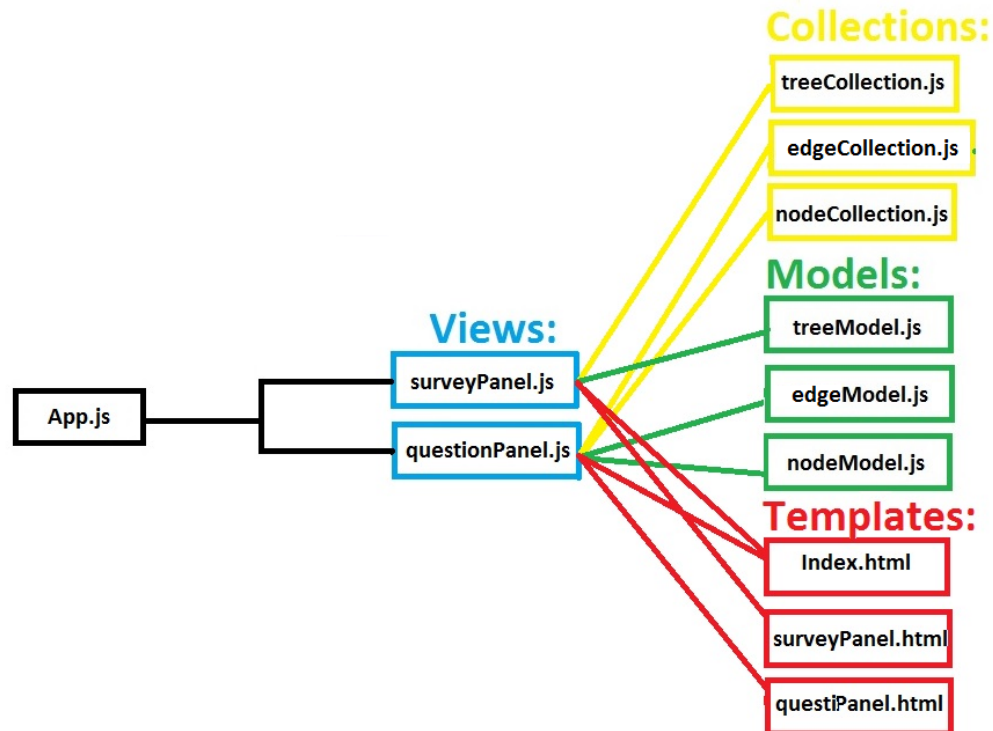 Collections:
treeCollection.js
edgeCollection.js
nodeCollection.js
Models:
treeModel.js
edgeModel.js
nodeModel.js
Views:
surveyPanel.js
questionPanel.js
App.js
Templates:
Index.html
surveyPanel.html
questiPanel.html